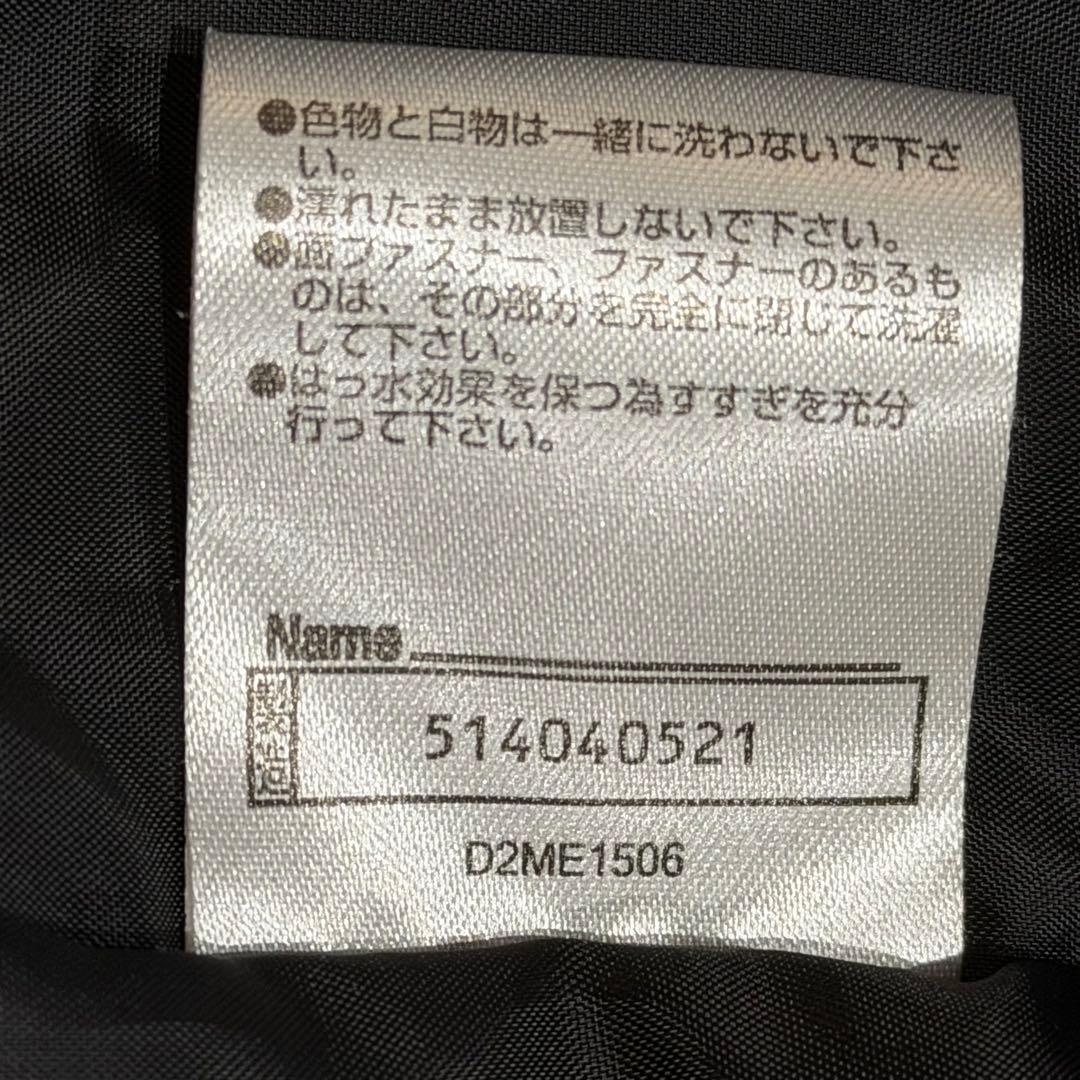 ●色物と白物は一緒に洗わないで下さ
い。
●濡れたまま放置しないで下さい。
●面ファスナー、ファスナーのあるも
のは、その部分を完全に閉じて洗濯
して下さい。
●はっ水効果を保つ為すすぎを充分
行って下さい。
Name
514040521
D2ME1506